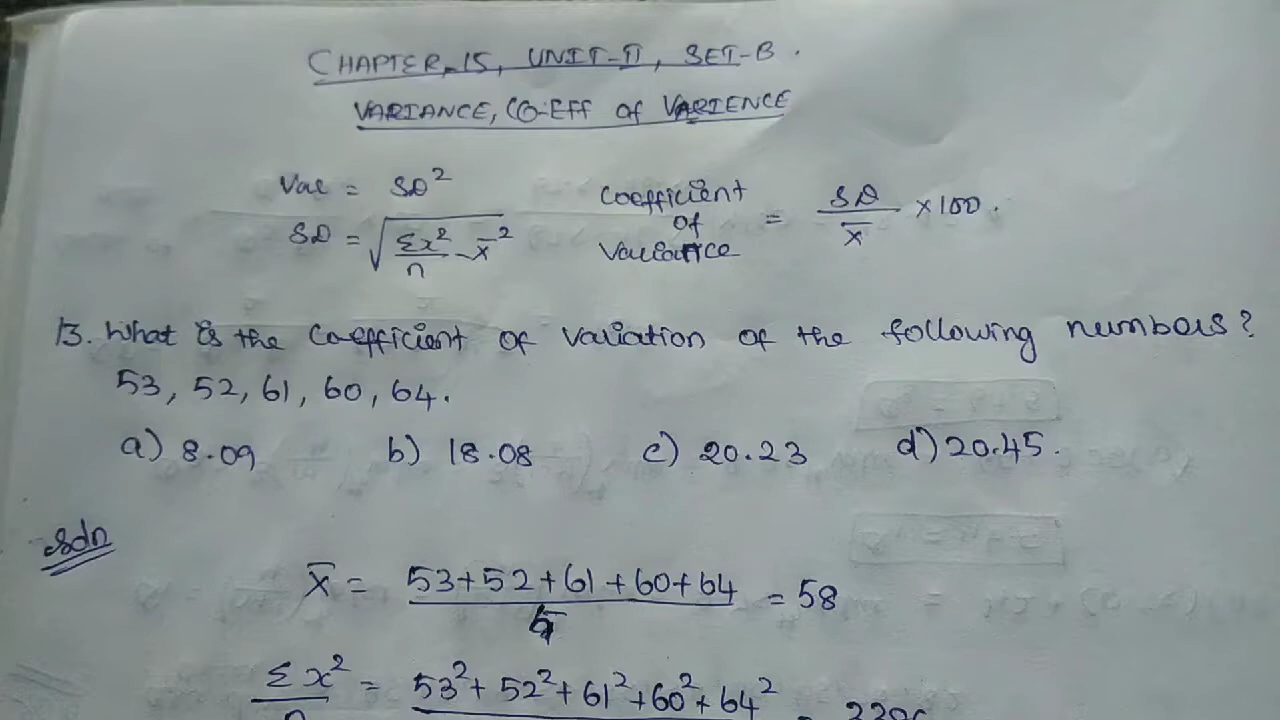 CHAPTER 15, UNIT-II, SET-B.
VARIANCE, CO-EFF Of VARIENCE
Var = SD²
SD = √(Σx²/n - x̄²)
Coefficient of Variance = SD/x̄ ×100.
13. What is the Coefficient of Variation of the following numbers?
53, 52, 61, 60, 64.
a) 8.09 b) 18.08 c) 20.23 d) 20.45.
Soln
x̄ = 53+52+61+60+64/5 = 58
Σx²/n = 53²+52²+61²+60²+64² =